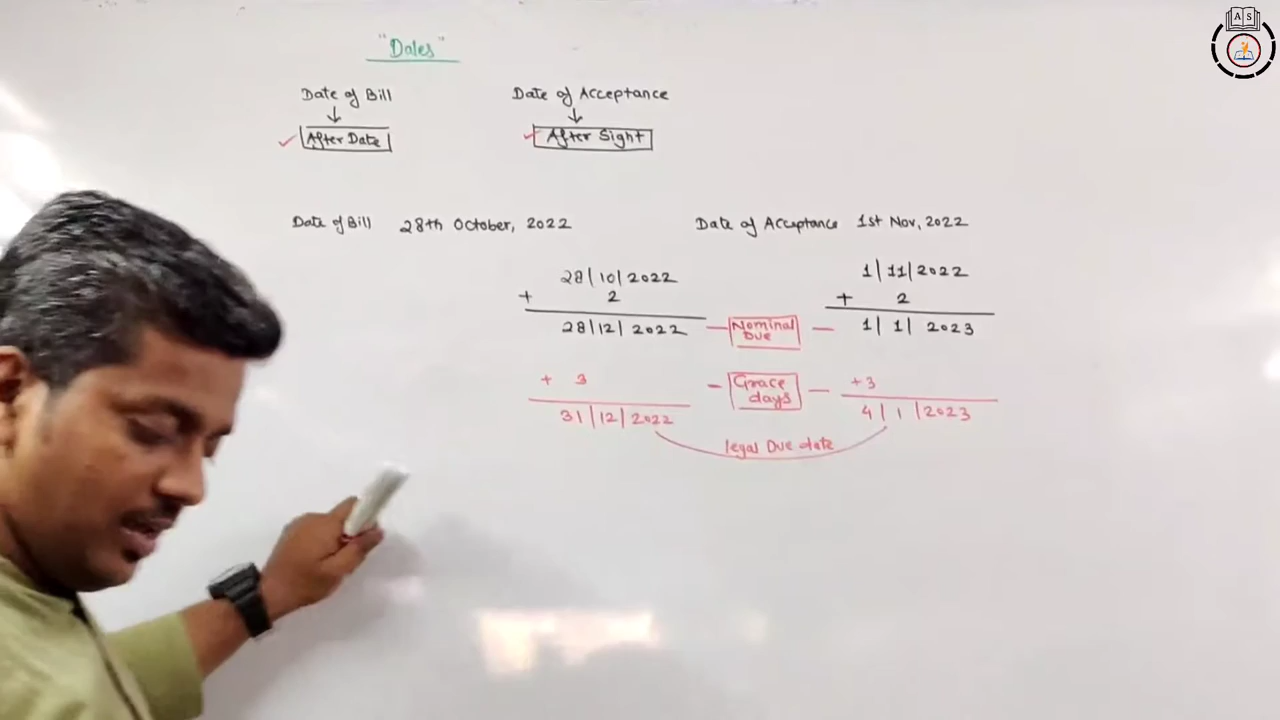 "Dates"
Date of Bill Date of Acceptance
After Date After Sight
Date of Bill 28th October, 2022 Date of Acceptance 1st Nov, 2022
28/10/2022 1/11/2022
+ 2 + 2
28/12/2022 — Nominal Due — 1/1/2023
+ 3 - Grace days — +3
31/12/2022 4/1/2023
legal Due date
A S